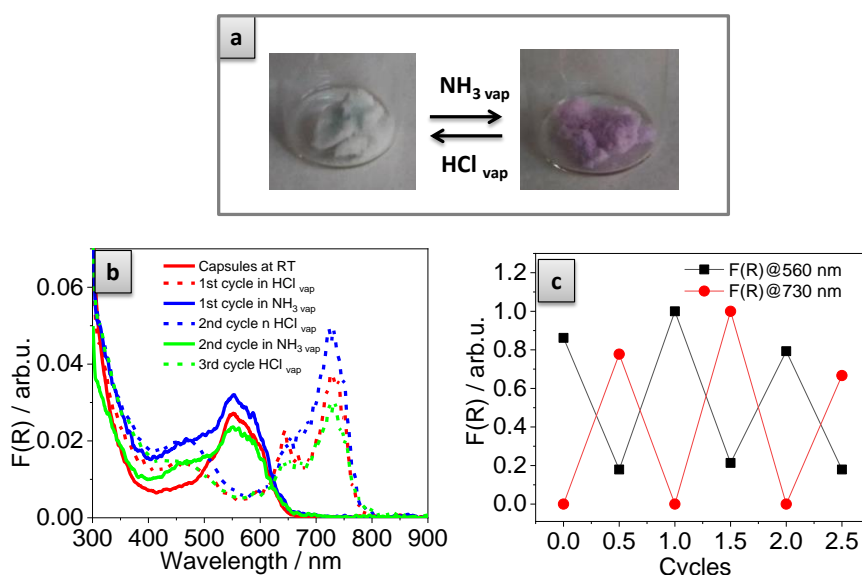 a
NH3 vap
HCl vap
b
Capsules at RT
1st cycle in HCl vap
1st cycle in NH3 vap
2nd cycle n HCl vap
2nd cycle in NH3 vap
3rd cycle HCl vap
F(R) / arb.u.
0.06
0.04
0.02
0.00
300 400 500 600 700 800 900
Wavelength / nm
c
F(R)@560 nm
F(R)@730 nm
F(R) / arb.u.
1.2
1.0
0.8
0.6
0.4
0.2
0.0
0.0 0.5 1.0 1.5 2.0 2.5
Cycles